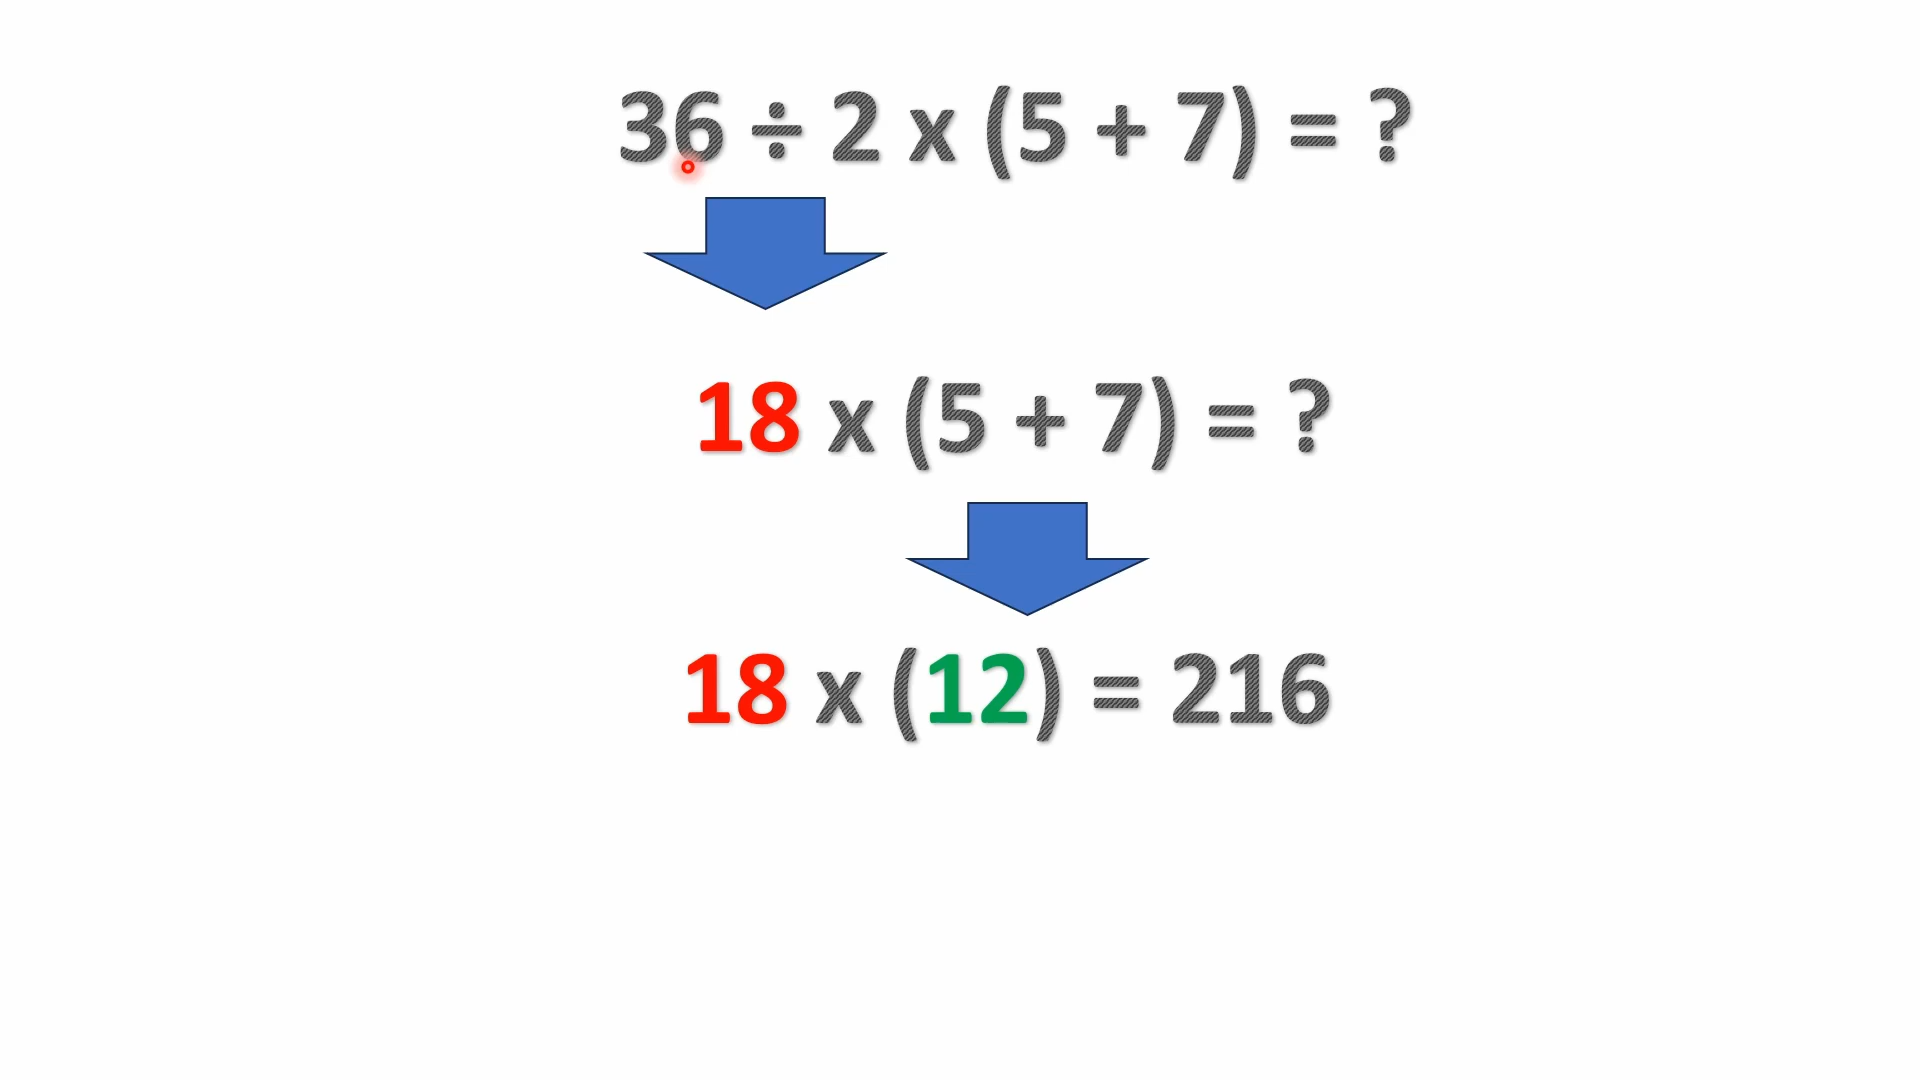 36 ÷ 2 x (5 + 7) = ?
18 x (5 + 7) = ?
18 x (12) = 216